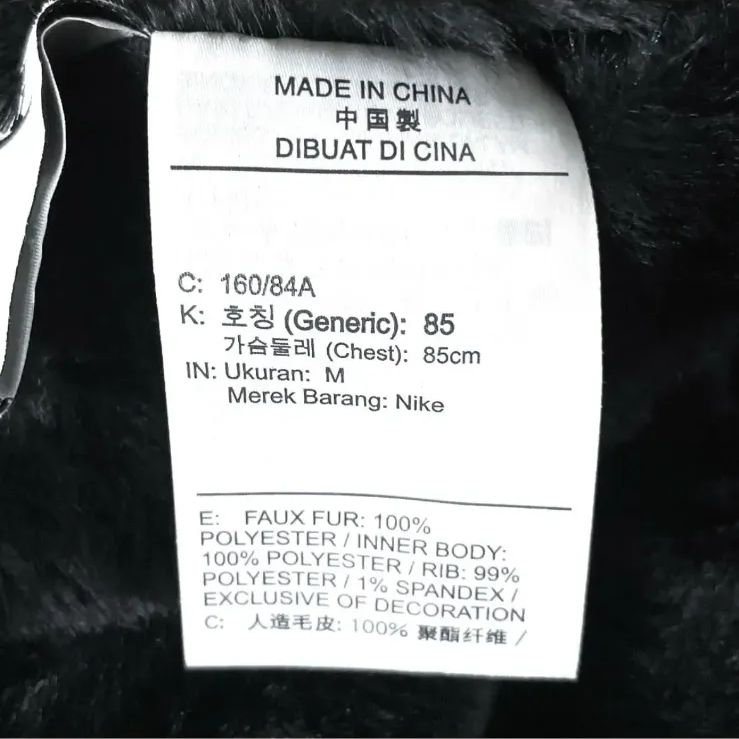 MADE IN CHINA
中国製
DIBUAT DI CINA
C: 160/84A
K: 호칭 (Generic): 85
가슴둘레 (Chest): 85cm
IN: Ukuran: M
Merek Barang: Nike
E: FAUX FUR: 100%
POLYESTER / INNER BODY:
100% POLYESTER / RIB: 99%
POLYESTER / 1% SPANDEX /
EXCLUSIVE OF DECORATION
C: 人造毛皮: 100% 聚酯纤维 /